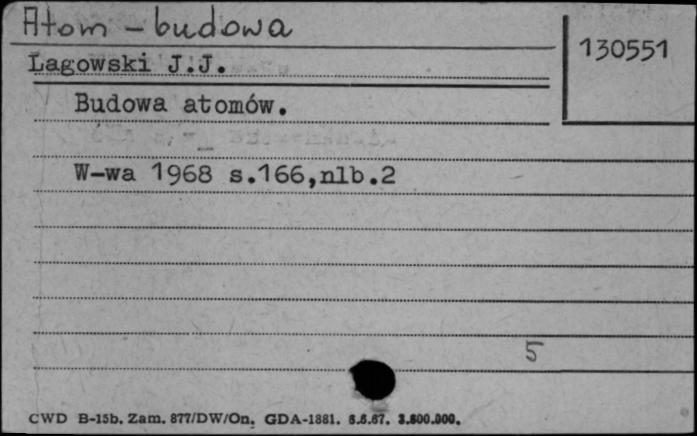 Atom - budowa
130551
Lagowski J.J.
Budowa atomów.
W-wa 1968 s.166,nlb.2
5
CWD B-15b. Zam. 877/DW/On. GDA-1881. 8.6.67. 3.800.000.